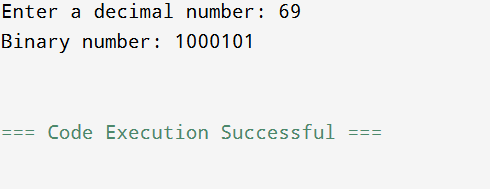 Enter a decimal number: 69
Binary number: 1000101
=== Code Execution Successful ===